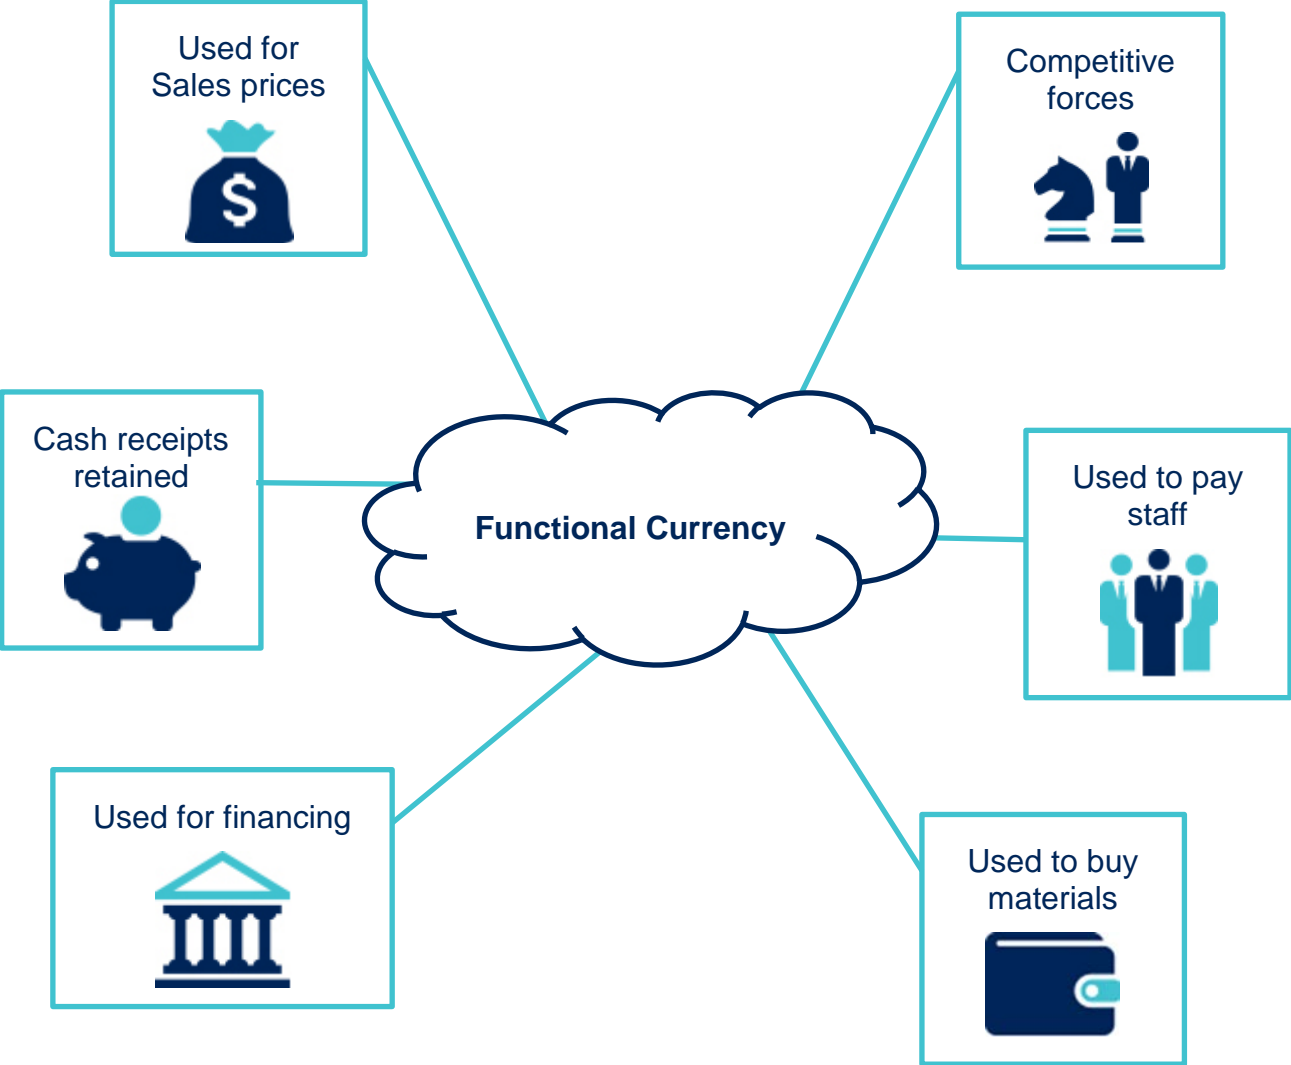 Used for
Sales prices
$
Competitive
forces
Cash receipts
retained
Functional Currency
Used to pay
staff
Used for financing
Used to buy
materials